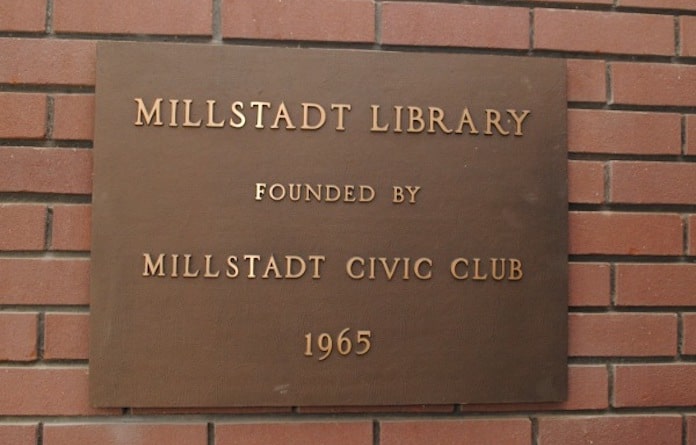 MILLSTADT LIBRARY
FOUNDED BY
MILLSTADT CIVIC CLUB
1965